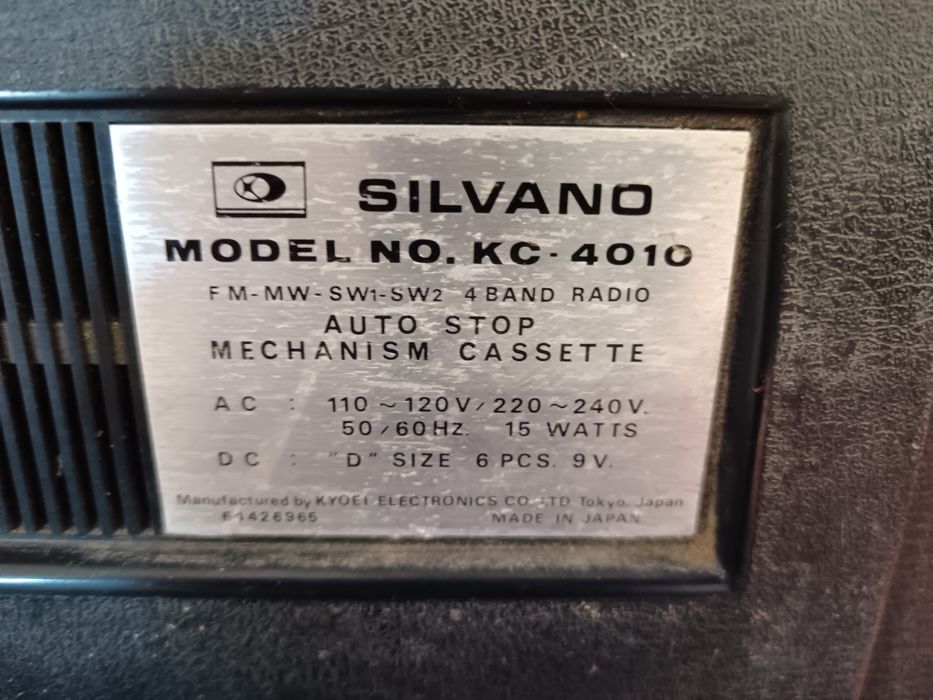 SILVANO
MODEL NO. KC-4010
FM-MW-SW1-SW2 4 BAND RADIO
AUTO STOP
MECHANISM CASSETTE
AC : 110~120V/220~240V.
50/60HZ. 15 WATTS
DC : "D" SIZE 6 PCS. 9V.
Manufactured by KYOEI ELECTRONICS CO.,LTD Tokyo. Japan
MADE IN JAPAN